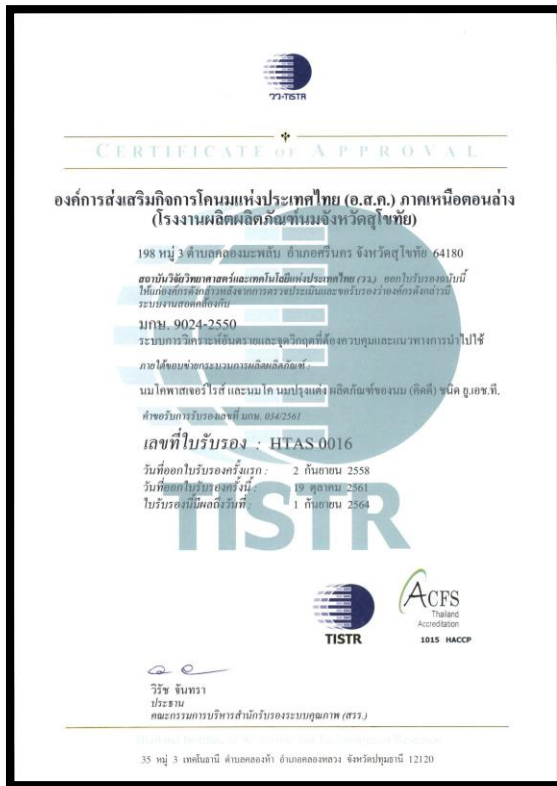 วว-TISTR
CERTIFICATE OF APPROVAL
องค์การส่งเสริมกิจการโคนมแห่งประเทศไทย (อ.ส.ค.) ภาคเหนือตอนล่าง
(โรงงานผลิตผลิตภัณฑ์นมจังหวัดสุโขทัย)
198 หมู่ 3 ตำบลคลองมะพลับ อำเภอศรีนคร จังหวัดสุโขทัย 64180
สถาบันวิจัยวิทยาศาสตร์และเทคโนโลยีแห่งประเทศไทย (วว.) ออกใบรับรองฉบับนี้
ให้แก่องค์กรดังกล่าวหลังจากการตรวจประเมินและขอรับรองว่าองค์กรดังกล่าวมี
ระบบงานสอดคล้องกับ
มกษ. 9024-2550
ระบบการวิเคราะห์อันตรายและจุดวิกฤตที่ต้องควบคุมและแนวทางการนำไปใช้
ภายใต้ขอบข่ายกระบวนการผลิตผลิตภัณฑ์ :
นมโคพาสเจอร์ไรส์ และนมโค นมปรุงแต่ง ผลิตภัณฑ์ของนม (คิดคี) ชนิด ยู.เอช.ที.
คำขอรับการรับรองเลขที่ มกษ. 034/2561
เลขที่ใบรับรอง : HTAS 0016
วันที่ออกใบรับรองครั้งแรก : 2 กันยายน 2558
วันที่ออกใบรับรองครั้งนี้ : 19 ตุลาคม 2561
ใบรับรองนี้มีผลถึงวันที่ : 1 กันยายน 2564
TISTR
TISTR
ACFS
Thailand
Accreditation
1015 HACCP
วิรัช จันทรา
ประธาน
คณะกรรมการบริหารสำนักรับรองระบบคุณภาพ (สรร.)
35 หมู่ 3 เทคโนธานี ตำบลคลองห้า อำเภอคลองหลวง จังหวัดปทุมธานี 12120